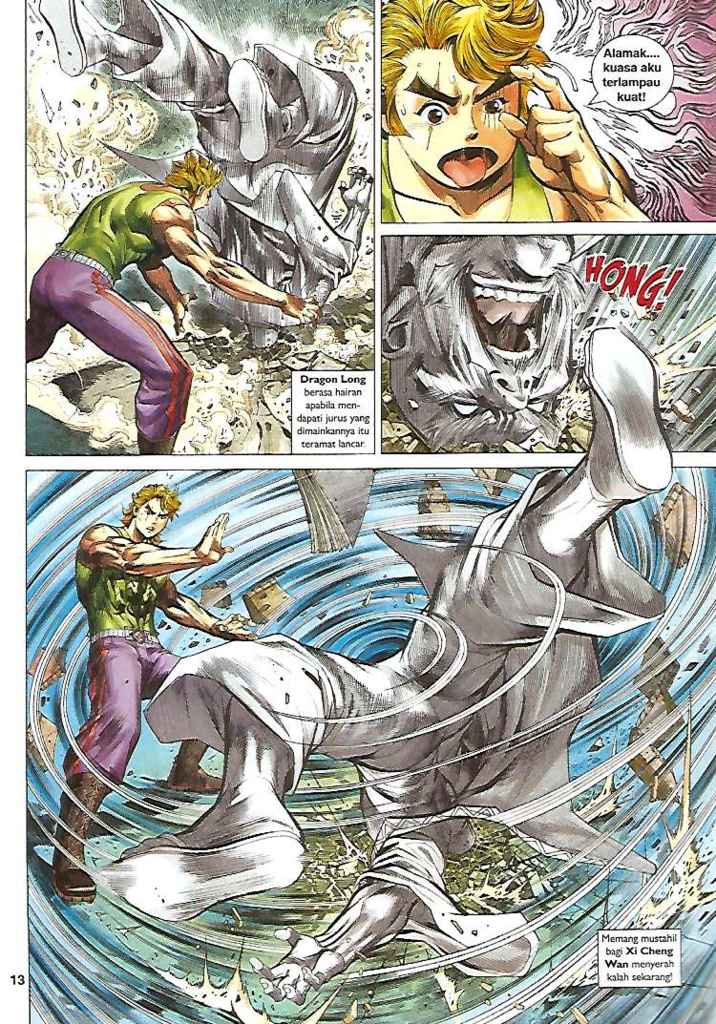 Dragon Long
berasa hairan
apabila men-
dapati jurus yang
dimainkannya itu
teramat lancar.
Alamak....
kuasa aku
terlampau
kuat!
HONG!
Memang mustahil
bagi Xi Cheng
Wan menyerah
kalah sekarang!
13